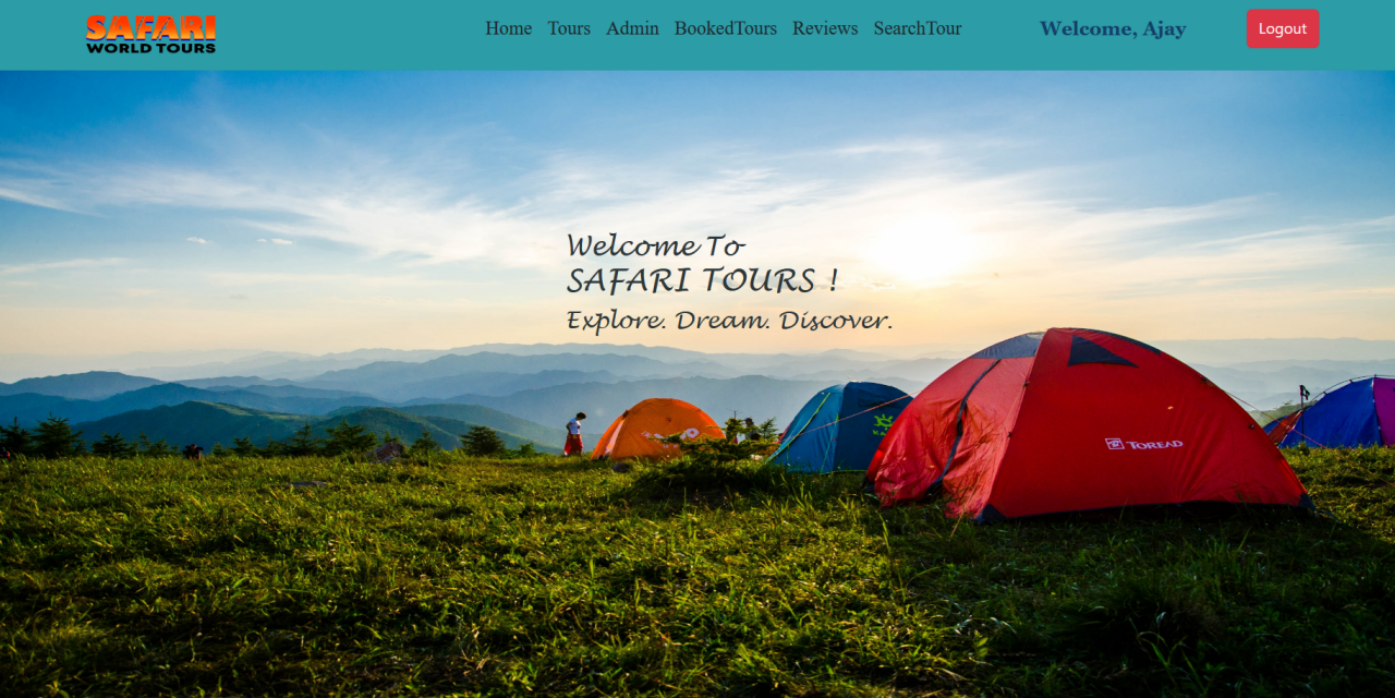 SAFARI
WORLD TOURS
Home Tours Admin BookedTours Reviews SearchTour
Welcome, Ajay
Logout
Welcome To
SAFARI TOURS !
Explore. Dream. Discover.
TOREAD